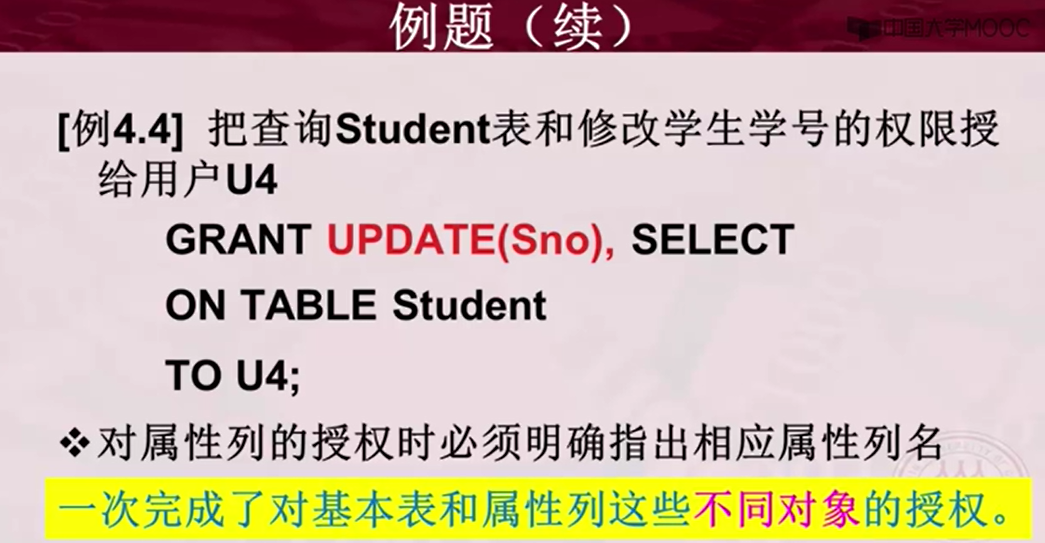 例题（续）
中国大学MOOC
[例4.4] 把查询Student表和修改学生学号的权限授
给用户U4
GRANT UPDATE(Sno), SELECT
ON TABLE Student
TO U4;
❖对属性列的授权时必须明确指出相应属性列名
一次完成了对基本表和属性列这些不同对象的授权。